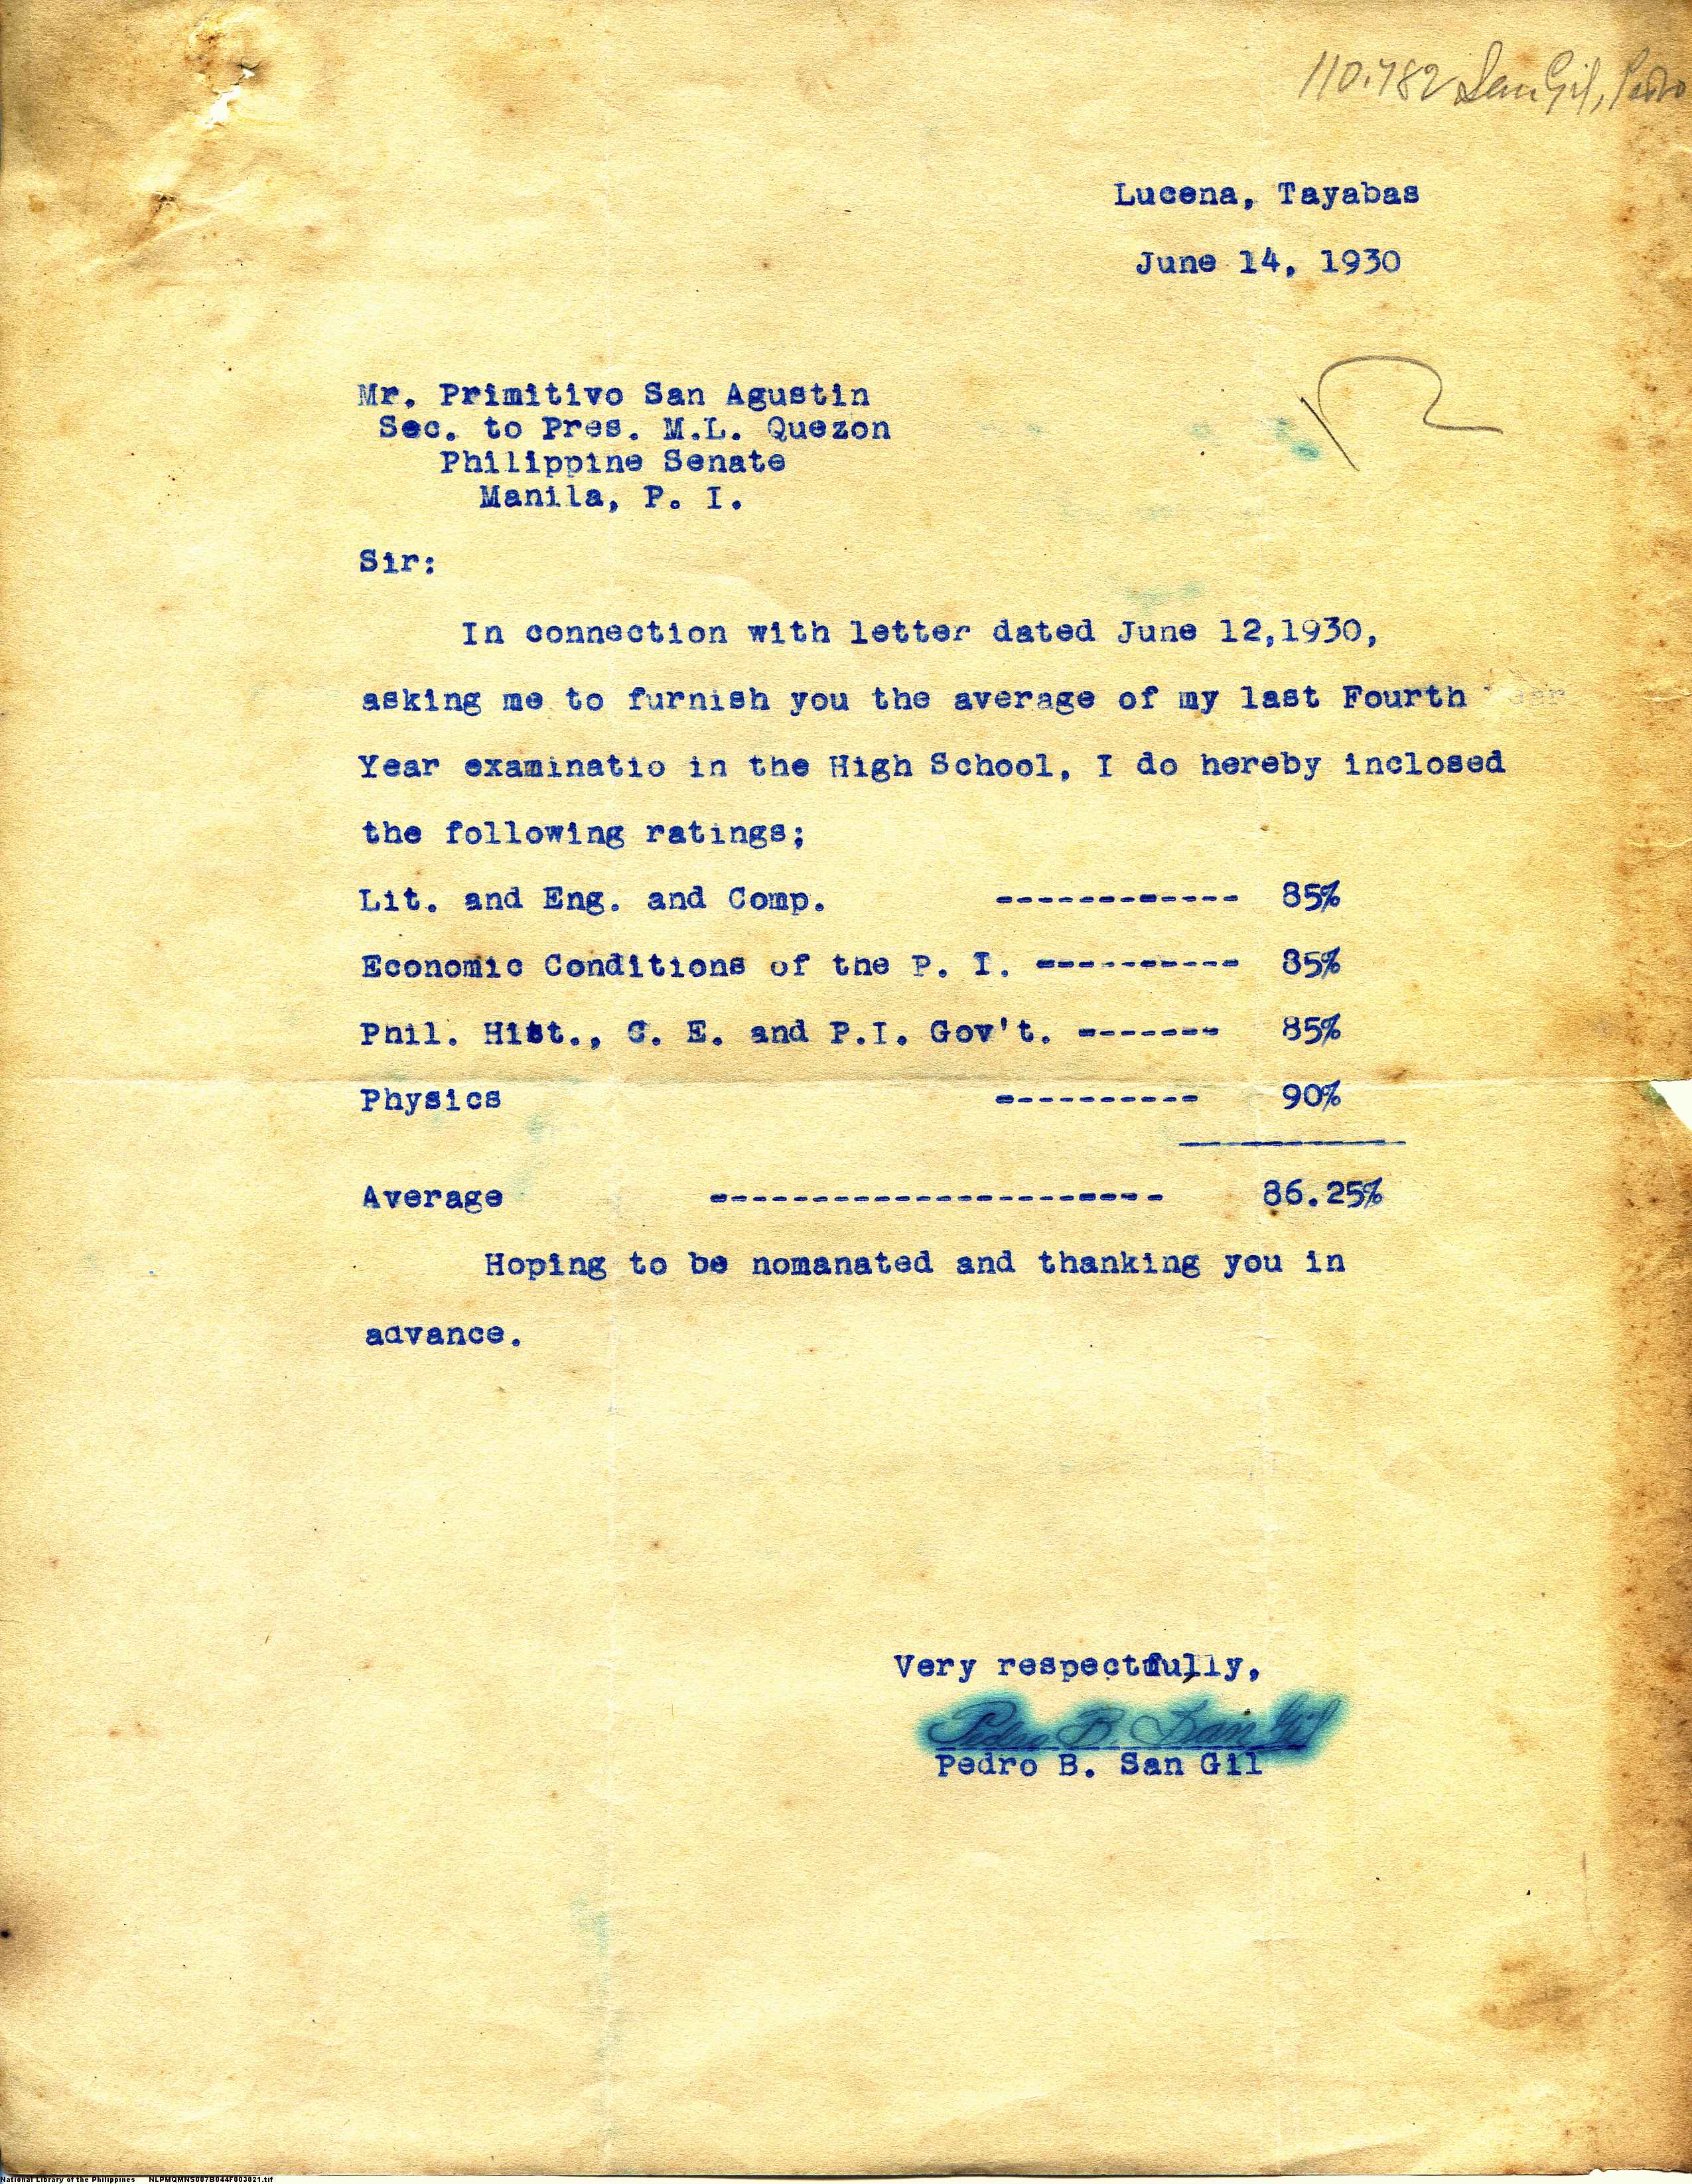 110.782 San Gil, Pedro
Lucena, Tayabas
June 14, 1930
Mr. Primitivo San Agustin
Sec. to Pres. M.L. Quezon
Philippine Senate
Manila, P. I.
Sir:
In connection with letter dated June 12,1930,
asking me to furnish you the average of my last Fourth
Year examinatio in the High School, I do hereby inclosed
the following ratings;
Lit. and Eng. and Comp. ------------ 85%
Economic Conditions of the P. I. ---------- 85%
Phil. Hist., C. E. and P.I. Gov't. ------- 85%
Physics ---------- 90%
Average ---------------------- 86.25%
Hoping to be nomanated and thanking you in
advance.
Very respectfully,
Pedro B. San Gil
Pedro B. San Gil
National Library of the Philippines NLPMQMNS007B044F003021.tif